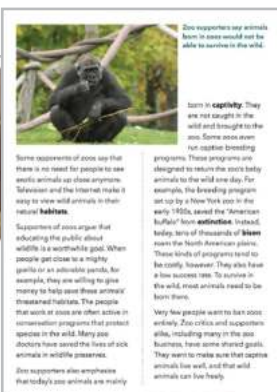 Zoo supporters say animals
born in zoos would not be
able to survive in the wild.
Some opponents of zoos say that
there is no need for people to see
exotic animals up close anymore.
Television and the Internet make it
easy to view wild animals in their
natural habitats.
Supporters of zoos argue that
educating the public about
wildlife is a worthwhile goal. When
people get close to a mighty
gorilla or an adorable panda, for
example, they are willing to give
money to help save these animals'
threatened habitats. The people
that work at zoos are often active in
conservation programs that protect
species in the wild. Many zoo
doctors have saved the lives of sick
animals in wildlife preserves.
Zoo supporters also emphasize
that today's zoo animals are mainly
born in captivity. They
are not caught in the
wild and brought to the
zoo. Some zoos even
run captive breeding
programs. These programs are
designed to return the zoo's baby
animals to the wild one day. For
example, the breeding program
set up by a New York zoo in the
early 1900s, saved the "American
buffalo" from extinction. Instead,
today, tens of thousands of bison
roam the North American plains.
These kinds of programs tend to
be costly, however. They also have
a low success rate. To survive in
the wild, most animals need to be
born there.
Very few people want to ban zoos
entirely. Zoo critics and supporters
alike, including many in the zoo
business, have some shared goals.
They want to make sure that captive
animals live well, and that wild
animals can live freely.